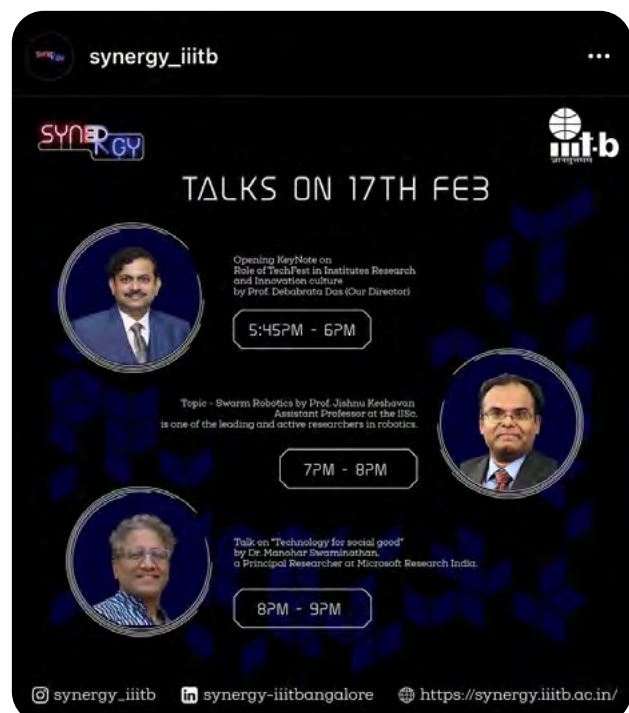 synergy_iiitb
SYNERGY
iiit-b
ज्ञानमुत्तमम्
TALKS ON 17TH FEB
Opening KeyNote on
Role of TechFest in Institutes Research
and Innovation culture
by Prof. Debabrata Das (Our Director)
5:45PM - 6PM
Topic - Swarm Robotics by Prof. Jishnu Keshavan
Assistant Professor at the IISc.
is one of the leading and active researchers in robotics.
7PM - 8PM
Talk on "Technology for social good"
by Dr. Manohar Swaminathan,
a Principal Researcher at Microsoft Research India.
8PM - 9PM
synergy_iiitb
in synergy-iiitbangalore
https://synergy.iiitb.ac.in/